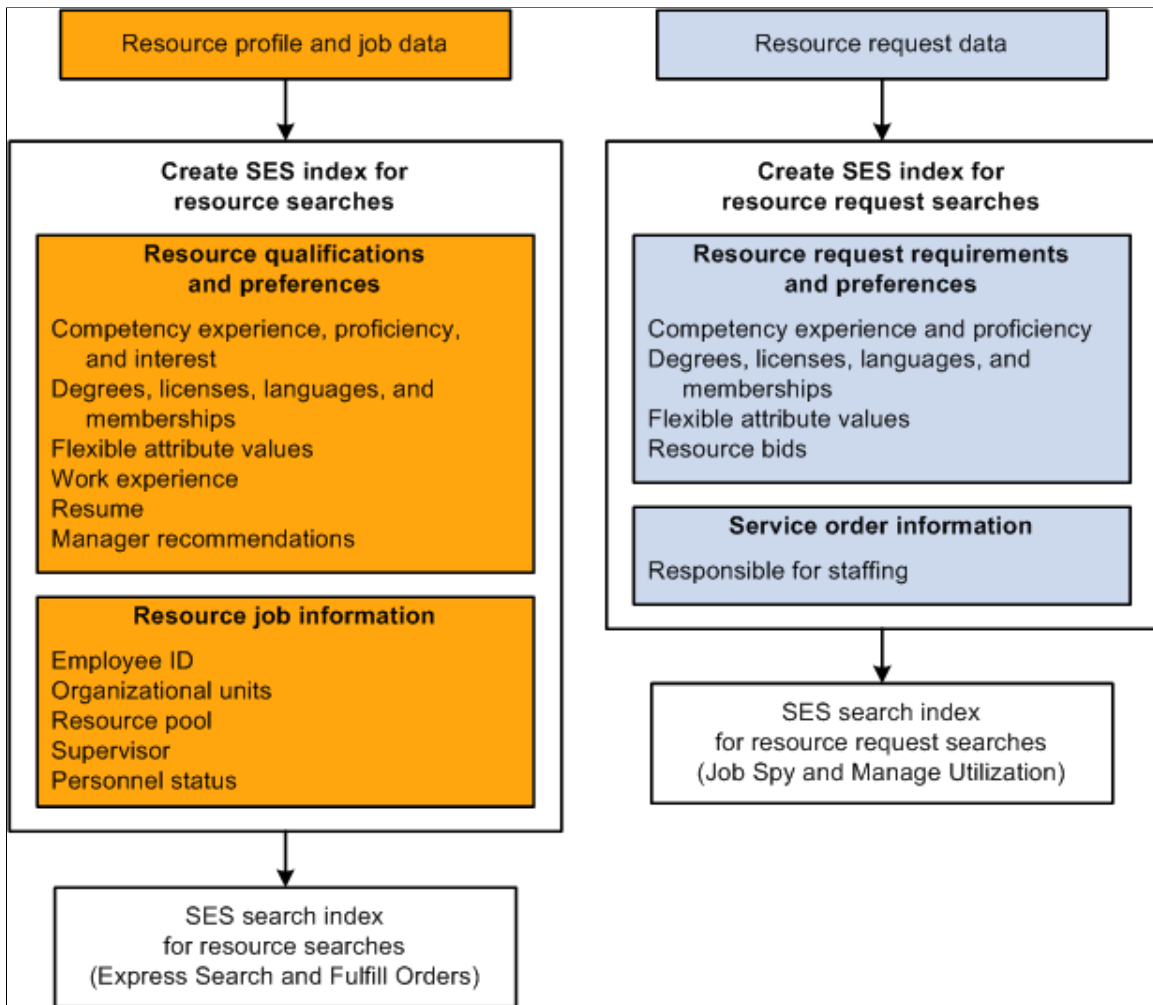 Resource profile and job data
Create SES index for
resource searches
Resource qualifications
and preferences
Competency experience, proficiency,
and interest
Degrees, licenses, languages, and
memberships
Flexible attribute values
Work experience
Resume
Manager recommendations
Resource job information
Employee ID
Organizational units
Resource pool
Supervisor
Personnel status
SES search index
for resource searches
(Express Search and Fulfill Orders)
Resource request data
Create SES index for
resource request searches
Resource request requirements
and preferences
Competency experience and proficiency
Degrees, licenses, languages, and
memberships
Flexible attribute values
Resource bids
Service order information
Responsible for staffing
SES search index
for resource request searches
(Job Spy and Manage Utilization)